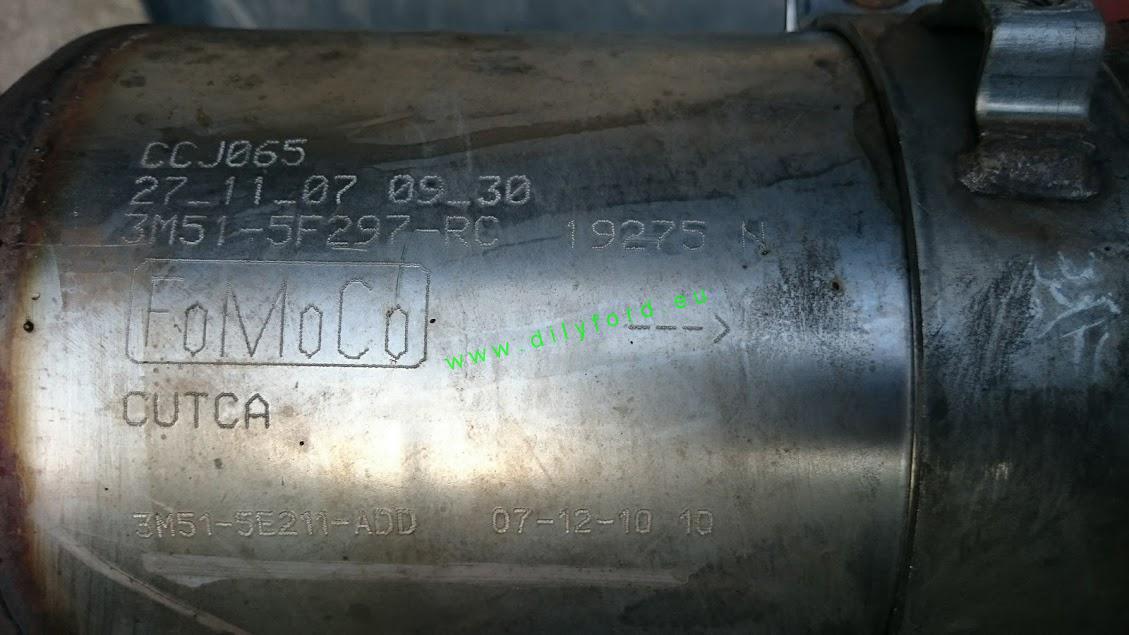 CCJ065
27_11_07 09_30
3M51-5F297-RC 19275 N
FoMoCo
www.dilyford.eu
--->
CUTCA
3M51-5E211-ADD 07-12-10 10